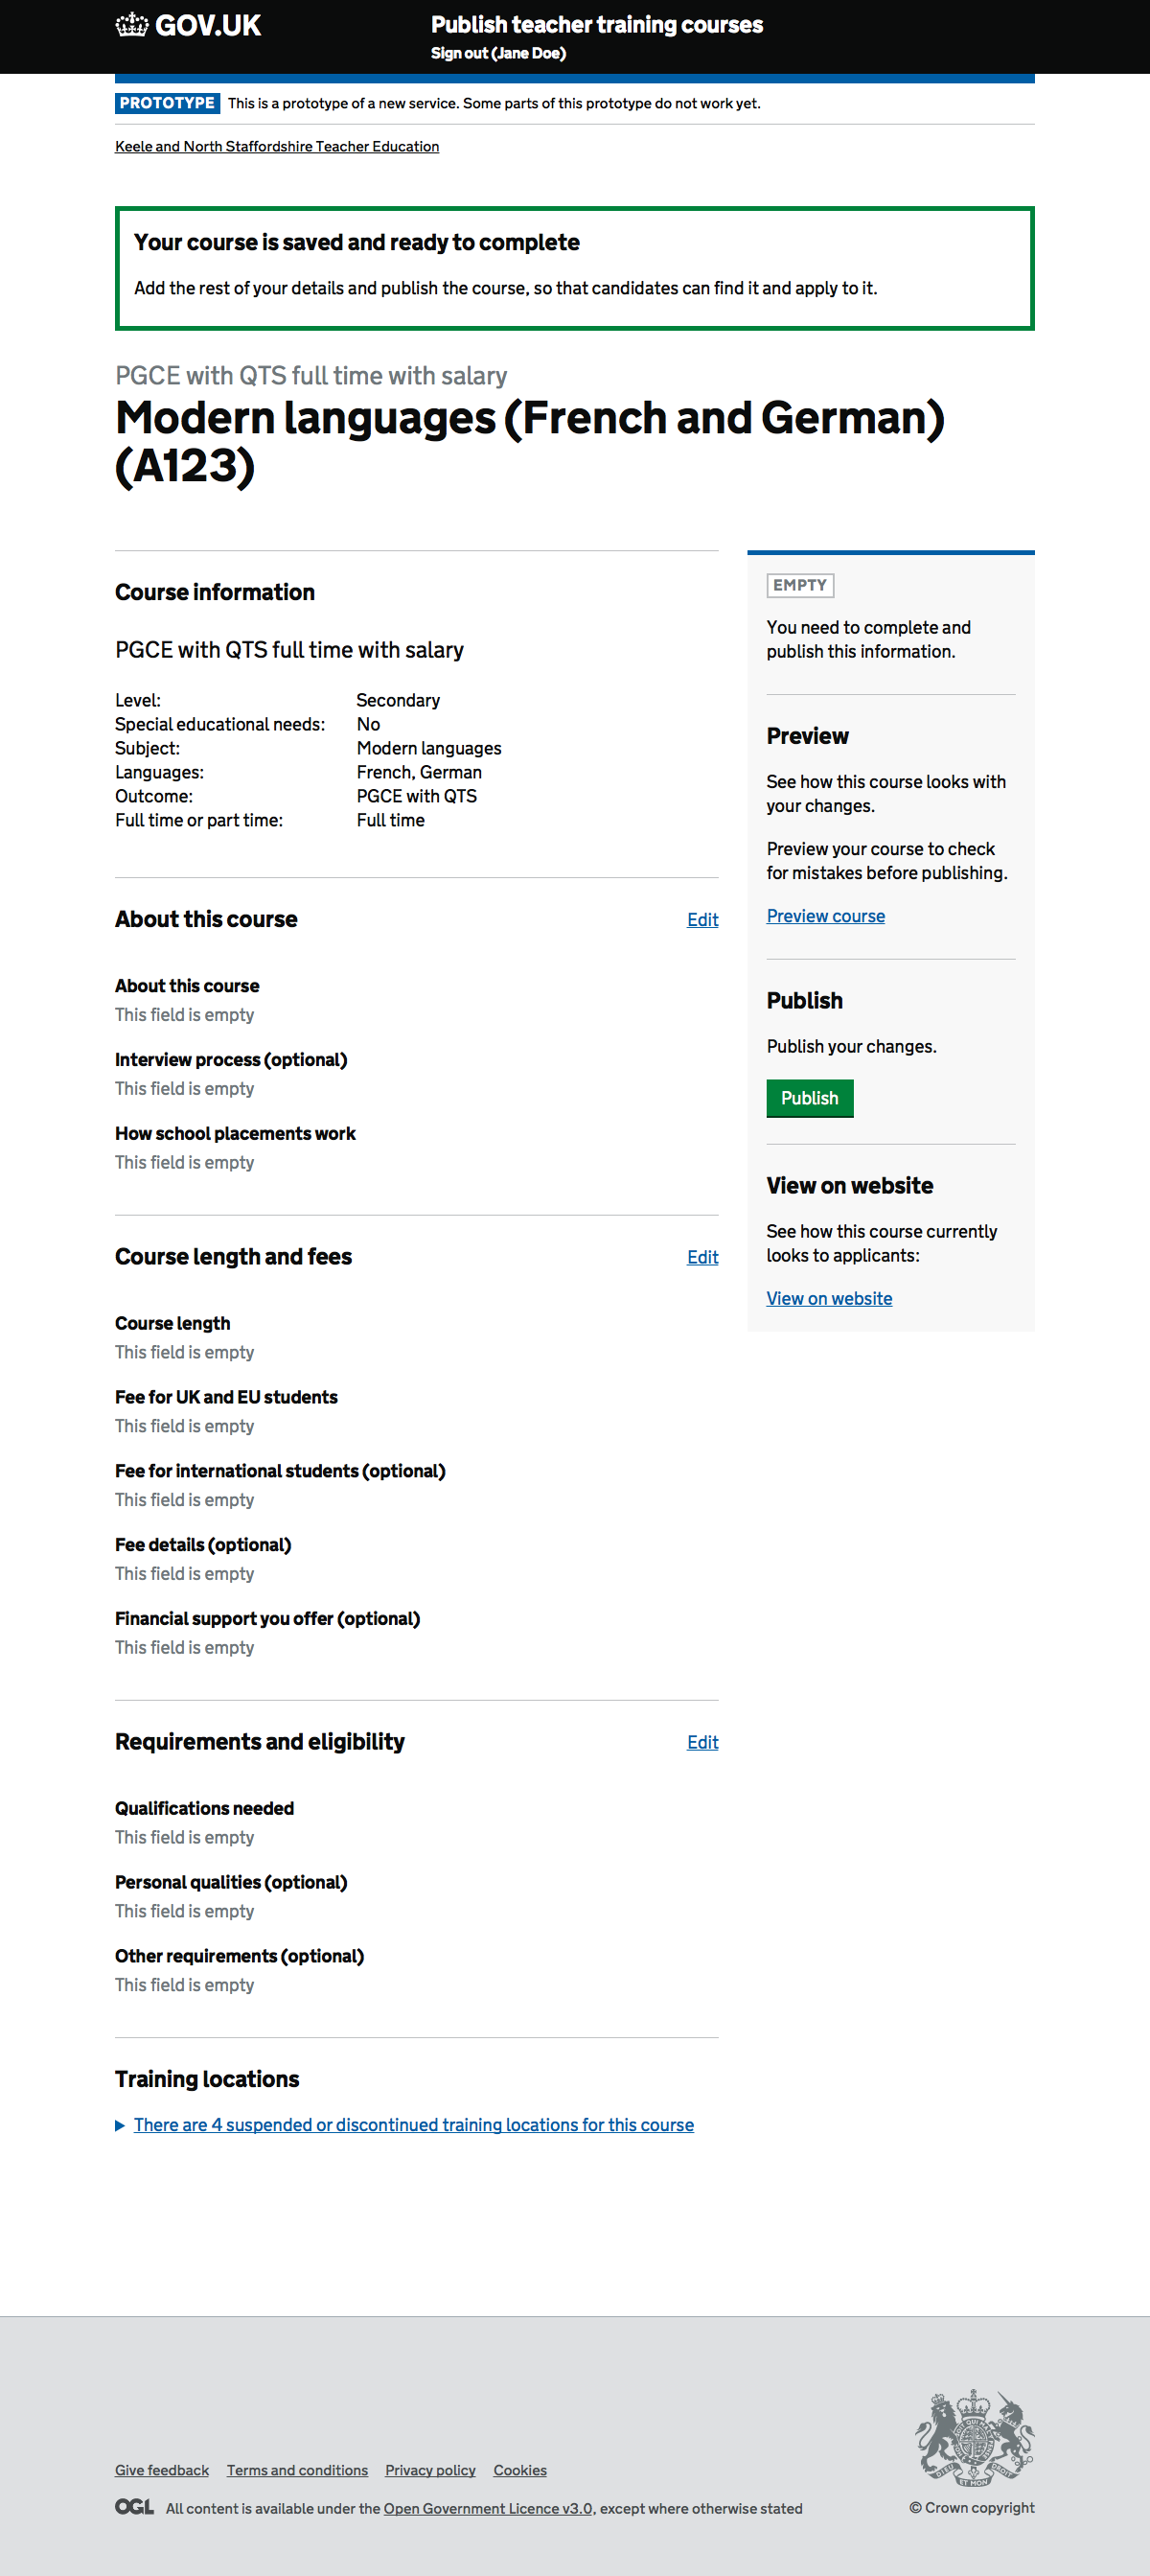 GOV.UK
Publish teacher training courses
Sign out (Jane Doe)
PROTOTYPE This is a prototype of a new service. Some parts of this prototype do not work yet.
Keele and North Staffordshire Teacher Education
Your course is saved and ready to complete
Add the rest of your details and publish the course, so that candidates can find it and apply to it.
PGCE with QTS full time with salary
Modern languages (French and German)
(A123)
Course information
PGCE with QTS full time with salary
Level: Secondary
Special educational needs: No
Subject: Modern languages
Languages: French, German
Outcome: PGCE with QTS
Full time or part time: Full time
About this course Edit
About this course
This field is empty
Interview process (optional)
This field is empty
How school placements work
This field is empty
Course length and fees Edit
Course length
This field is empty
Fee for UK and EU students
This field is empty
Fee for international students (optional)
This field is empty
Fee details (optional)
This field is empty
Financial support you offer (optional)
This field is empty
Requirements and eligibility Edit
Qualifications needed
This field is empty
Personal qualities (optional)
This field is empty
Other requirements (optional)
This field is empty
Training locations
There are 4 suspended or discontinued training locations for this course
EMPTY
You need to complete and
publish this information.
Preview
See how this course looks with
your changes.
Preview your course to check
for mistakes before publishing.
Preview course
Publish
Publish your changes.
Publish
View on website
See how this course currently
looks to applicants:
View on website
Give feedback Terms and conditions Privacy policy Cookies
OGL All content is available under the Open Government Licence v3.0, except where otherwise stated
© Crown copyright